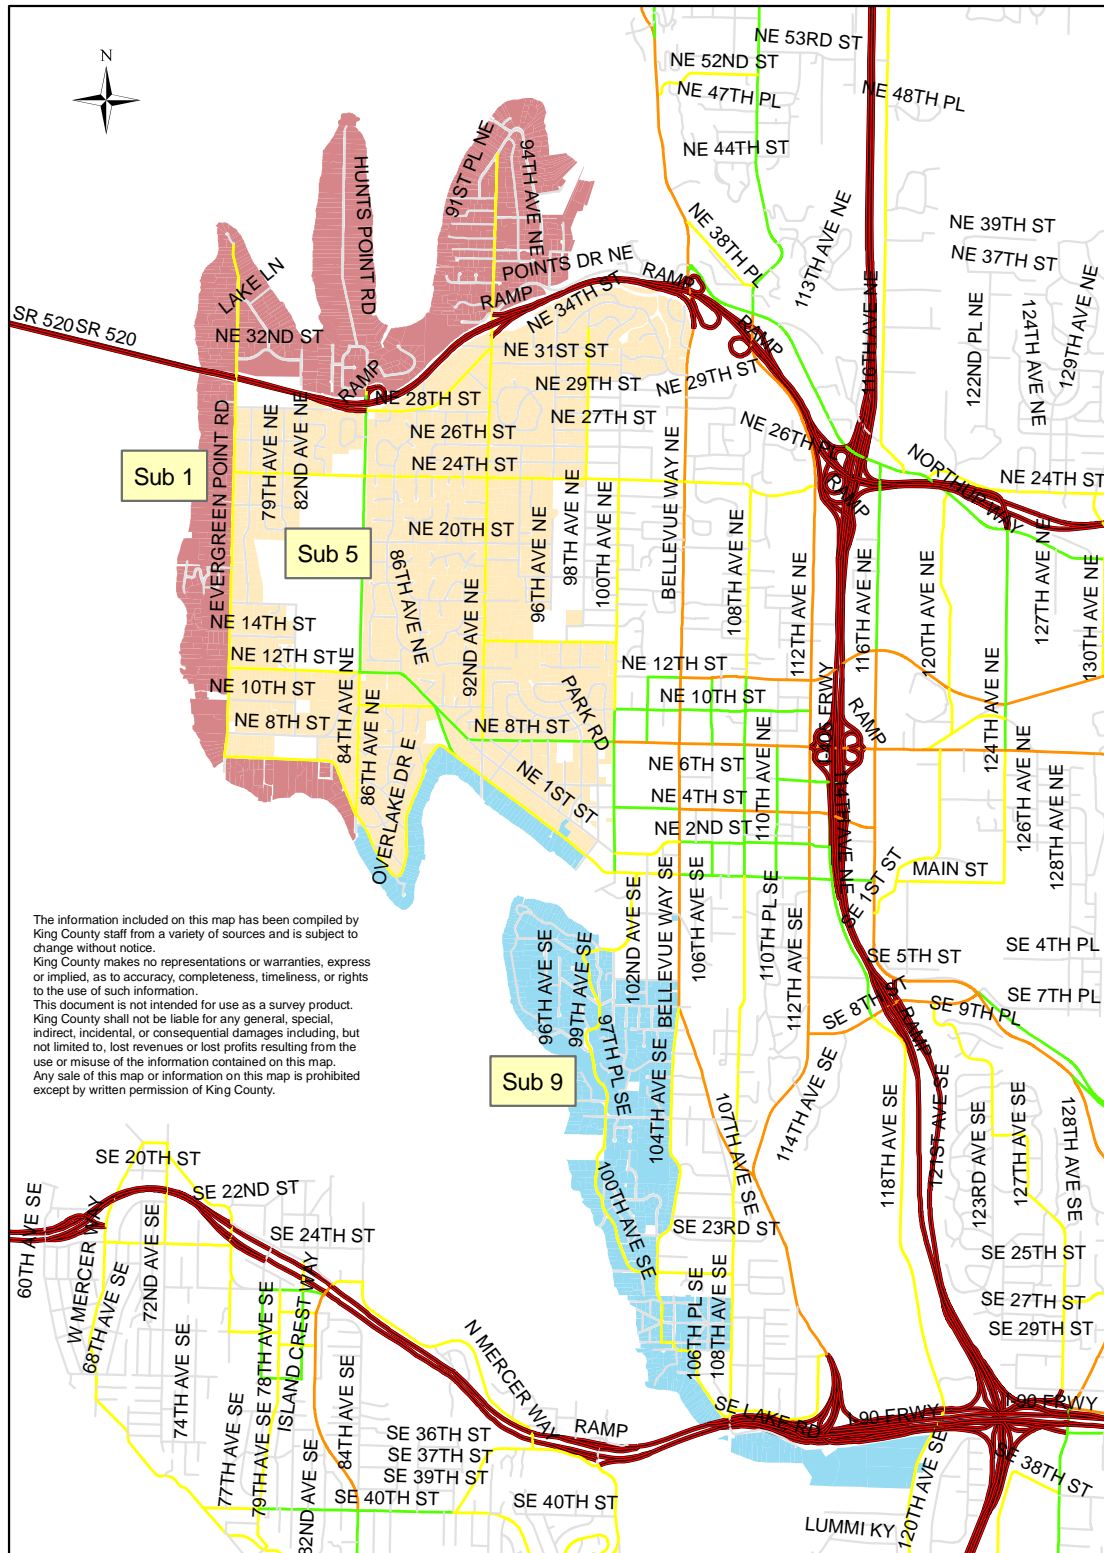 N
NE 53RD ST
NE 52ND ST
NE 47TH PL
NE 48TH PL
NE 44TH ST
91ST PL NE
94TH AVE NE
HUNTS POINT RD
NE 38TH PL
113TH AVE NE
NE 39TH ST
NE 37TH ST
LAKE LN
POINTS DR NE
RAMP
RAMP
NE 34TH ST
116TH AVE NE
122ND PL NE
124TH AVE NE
129TH AVE NE
SR 520
SR 520
NE 32ND ST
RAMP
NE 31ST ST
RAMP
NE 28TH ST
NE 29TH ST
NE 29TH ST
NE 27TH ST
NE 26TH ST
NE 26TH PL
EVERGREEN POINT RD
79TH AVE NE
82ND AVE NE
NE 24TH ST
NORTHUP WAY
NE 24TH ST
Sub 1
RAMP
BELLEVUE WAY NE
98TH AVE NE
100TH AVE NE
96TH AVE NE
108TH AVE NE
Sub 5
NE 20TH ST
86TH AVE NE
92ND AVE NE
112TH AVE NE
116TH AVE NE
120TH AVE NE
127TH AVE NE
130TH AVE NE
NE 14TH ST
NE 12TH ST
NE 12TH ST
NE 10TH ST
NE 10TH ST
84TH AVE NE
86TH AVE NE
PARK RD
NE 8TH ST
NE 8TH ST
RAMP
124TH AVE NE
NE 6TH ST
110TH AVE NE
NE 4TH ST
NE 1ST ST
NE 2ND ST
114TH AVE NE
126TH AVE NE
128TH AVE NE
OVERLAKE DR E
MAIN ST
SE 1ST ST
102ND AVE SE
BELLEVUE WAY SE
106TH AVE SE
110TH PL SE
112TH AVE SE
96TH AVE SE
99TH AVE SE
SE 4TH PL
SE 5TH ST
SE 7TH PL
SE 8TH ST
SE 9TH PL
RAMP
97TH PL SE
104TH AVE SE
114TH AVE SE
The information included on this map has been compiled by
King County staff from a variety of sources and is subject to
change without notice.
King County makes no representations or warranties, express
or implied, as to accuracy, completeness, timeliness, or rights
to the use of such information.
This document is not intended for use as a survey product.
King County shall not be liable for any general, special,
indirect, incidental, or consequential damages including, but
not limited to, lost revenues or lost profits resulting from the
use or misuse of the information contained on this map.
Any sale of this map or information on this map is prohibited
except by written permission of King County.
Sub 9
107TH AVE SE
118TH AVE SE
121ST AVE SE
123RD AVE SE
127TH AVE SE
128TH AVE SE
100TH AVE SE
SE 20TH ST
SE 22ND ST
SE 24TH ST
SE 23RD ST
SE 25TH ST
SE 27TH ST
SE 29TH ST
60TH AVE SE
W MERCER WAY
68TH AVE SE
72ND AVE SE
74TH AVE SE
77TH AVE SE
78TH AVE SE
79TH AVE SE
ISLAND CREST WAY
82ND AVE SE
84TH AVE SE
106TH PL SE
108TH AVE SE
N MERCER WAY
RAMP
SE LAKE RD
I-90 FRWY
I-90 FRWY
SE 36TH ST
SE 37TH ST
SE 39TH ST
SE 40TH ST
SE 40TH ST
120TH AVE SE
SE 38TH ST
LUMMI KY